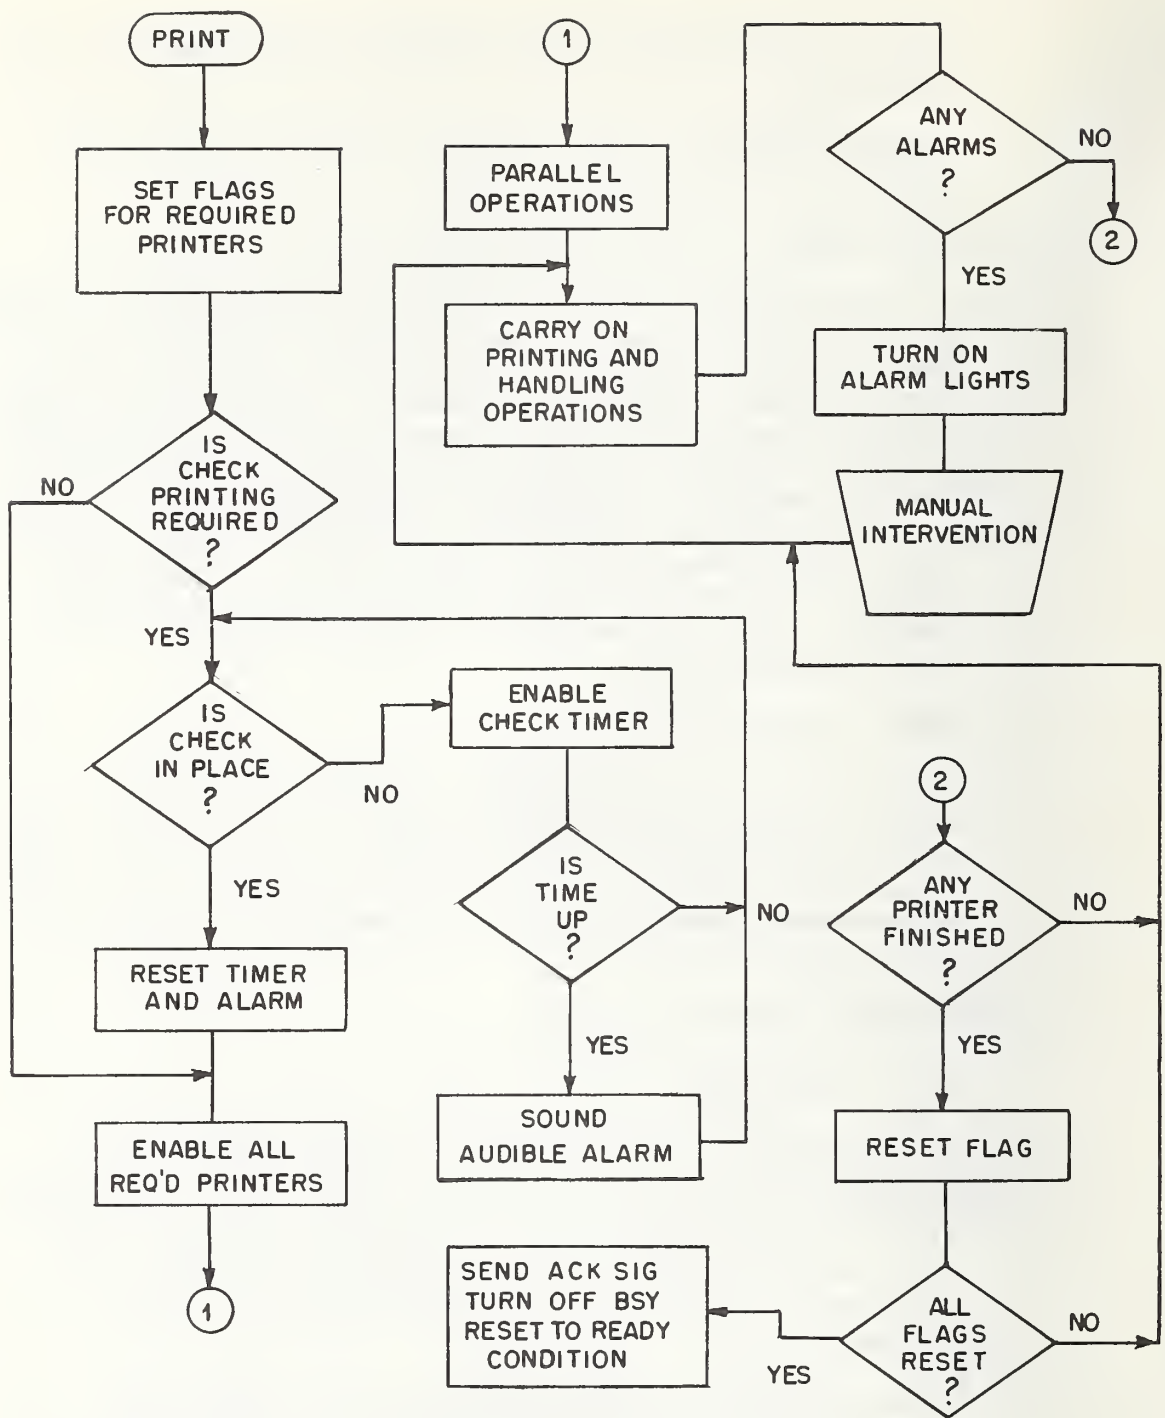 PRINT
SET FLAGS
FOR REQUIRED
PRINTERS
IS
CHECK
PRINTING
REQUIRED
?
NO
YES
IS
CHECK
IN PLACE
?
NO
YES
RESET TIMER
AND ALARM
ENABLE ALL
REQ'D PRINTERS
1
ENABLE
CHECK TIMER
IS
TIME
UP
?
NO
YES
SOUND
AUDIBLE ALARM
1
PARALLEL
OPERATIONS
CARRY ON
PRINTING AND
HANDLING
OPERATIONS
ANY
ALARMS
?
NO
2
YES
TURN ON
ALARM LIGHTS
MANUAL
INTERVENTION
2
ANY
PRINTER
FINISHED
?
NO
YES
RESET FLAG
ALL
FLAGS
RESET
?
NO
YES
SEND ACK SIG
TURN OFF BSY
RESET TO READY
CONDITION